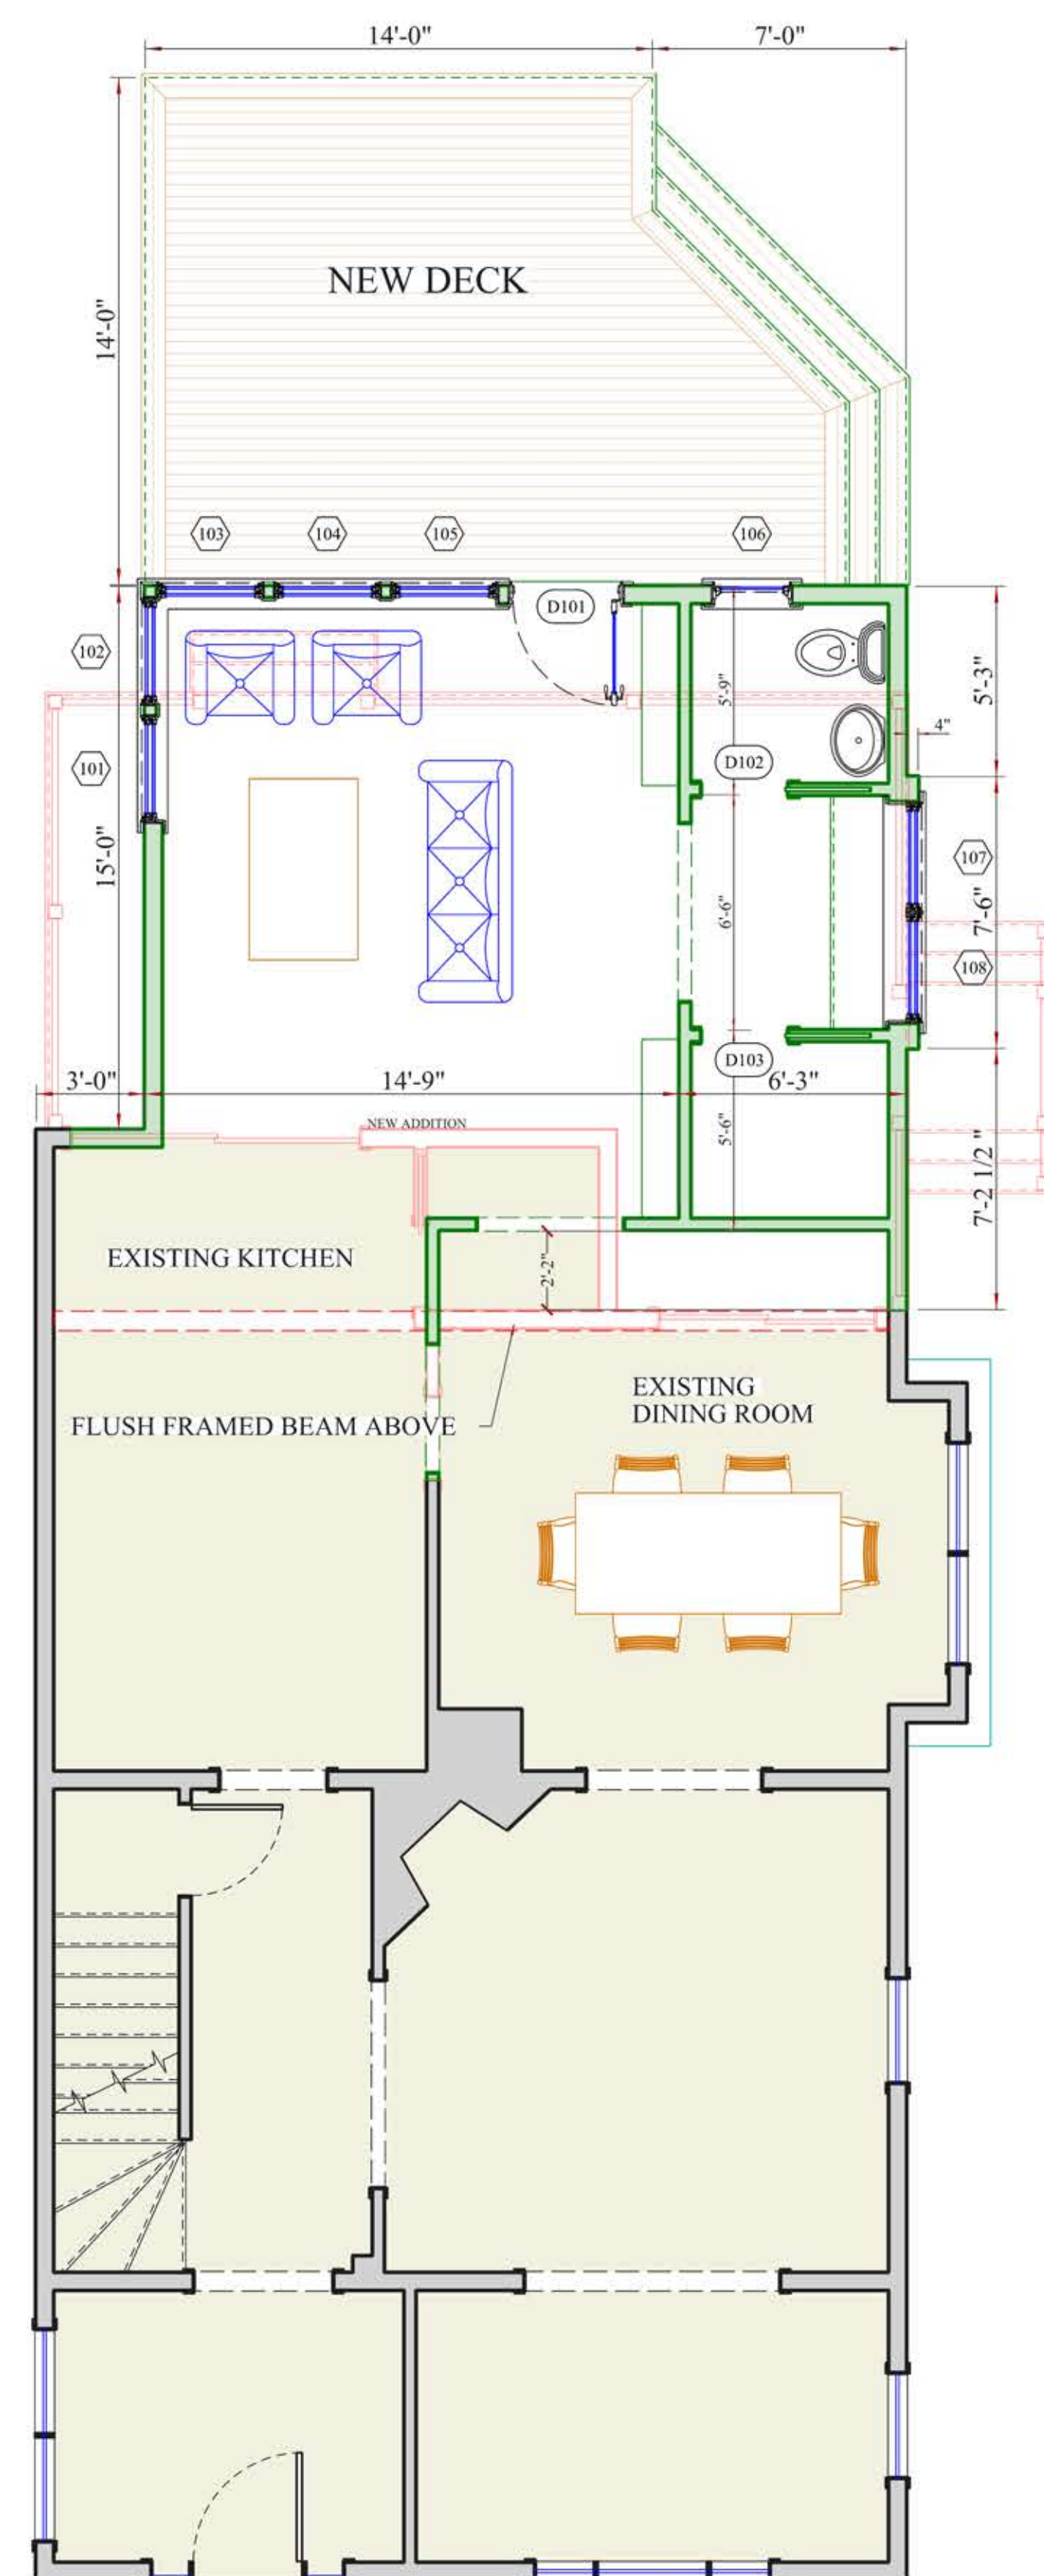 14'-0"
7'-0"
14'-0"
NEW DECK
103
104
105
106
D101
102
101
15'-0"
5'-9"
5'-3"
4"
D102
107
7'-6"
6'-6"
108
D103
3'-0"
14'-9"
6'-3"
NEW ADDITION
5'-6"
7'-2 1/2 "
EXISTING KITCHEN
2'-2"
EXISTING
DINING ROOM
FLUSH FRAMED BEAM ABOVE